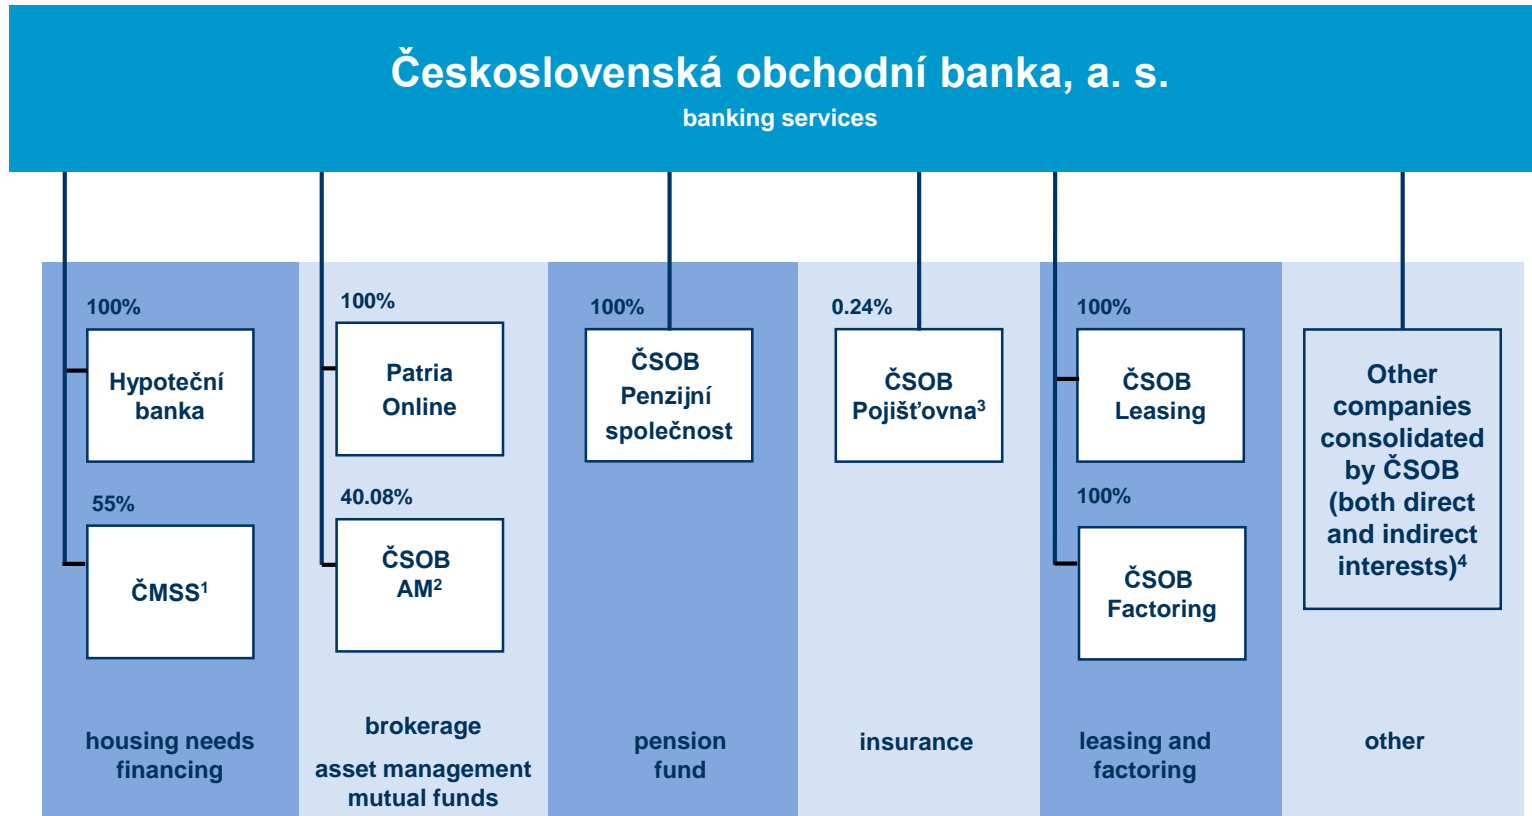 Československá obchodní banka, a. s.
banking services
100%
Hypoteční
banka
55%
ČMSS¹
housing needs
financing
100%
Patria
Online
40.08%
ČSOB
AM²
brokerage
asset management
mutual funds
100%
ČSOB
Penzijní
společnost
pension
fund
0.24%
ČSOB
Pojišťovna³
insurance
100%
ČSOB
Leasing
100%
ČSOB
Factoring
leasing and
factoring
Other
companies
consolidated
by ČSOB
(both direct
and indirect
interests)⁴
other